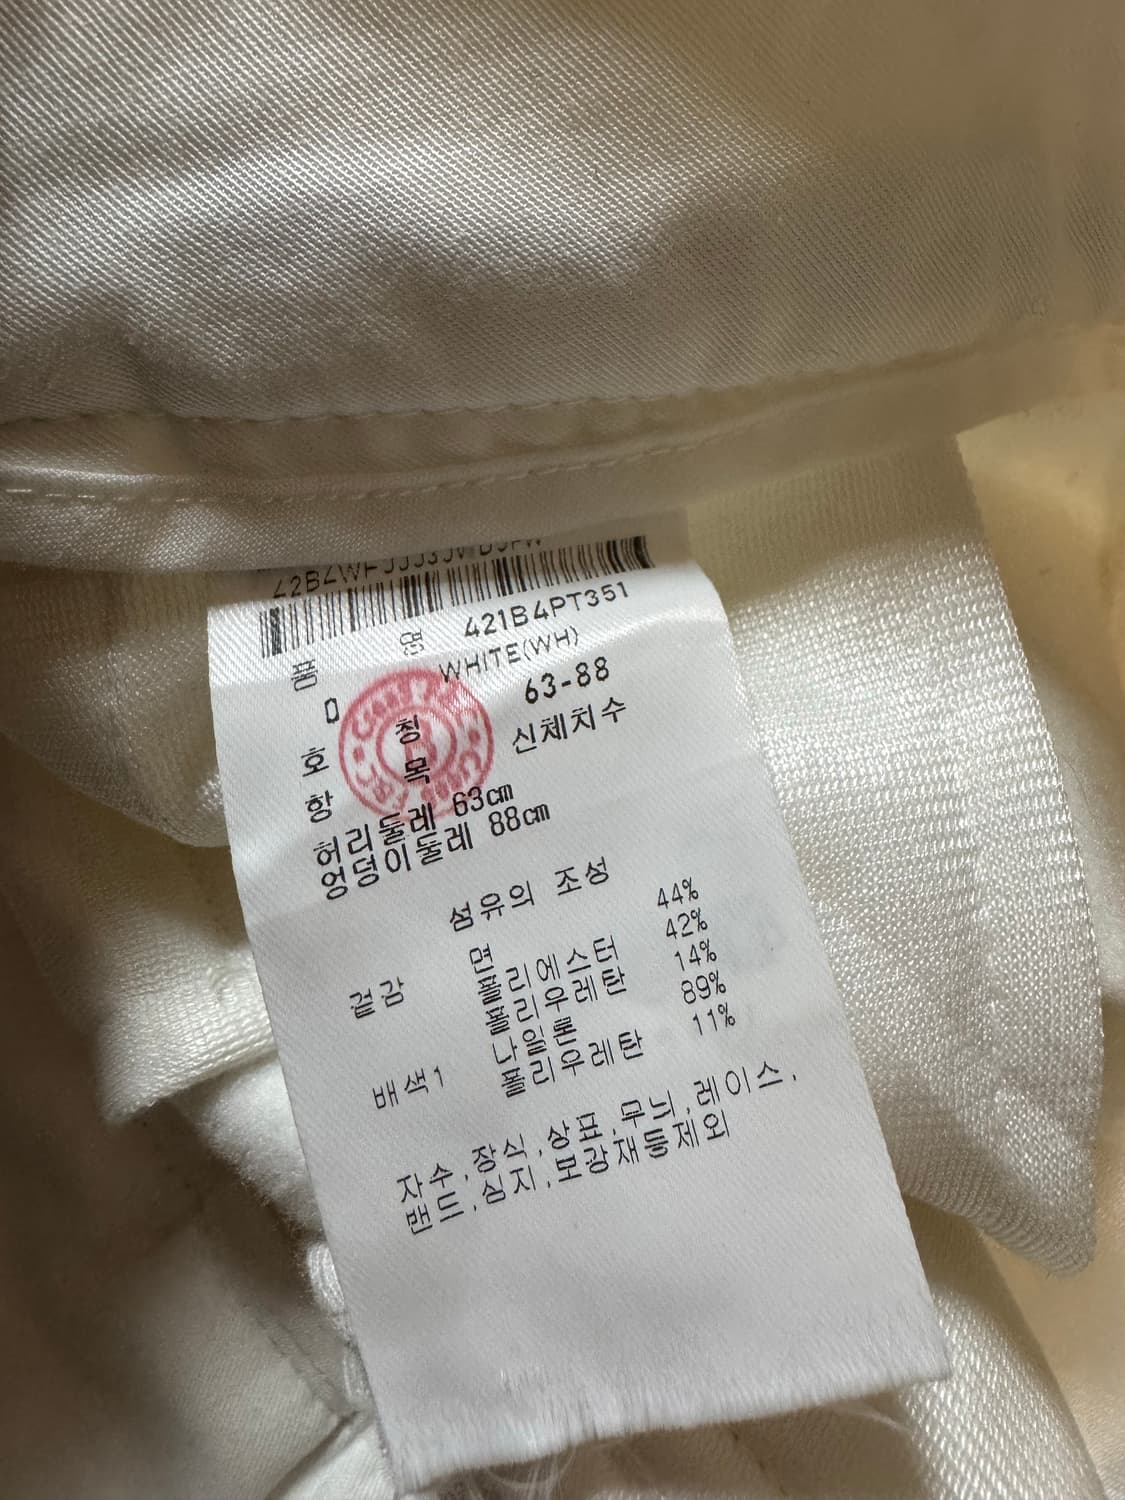 품 명 421B4PT351
WHITE(WH)
호 칭 63-88
항 목 신체치수
허리둘레 63cm
엉덩이둘레 88cm
섬유의 조성
겉감 면 44%
폴리에스터 42%
폴리우레탄 14%
배색1 나일론 89%
폴리우레탄 11%
자수,장식,상표,무늬,레이스,
밴드,심지,보강재등제외